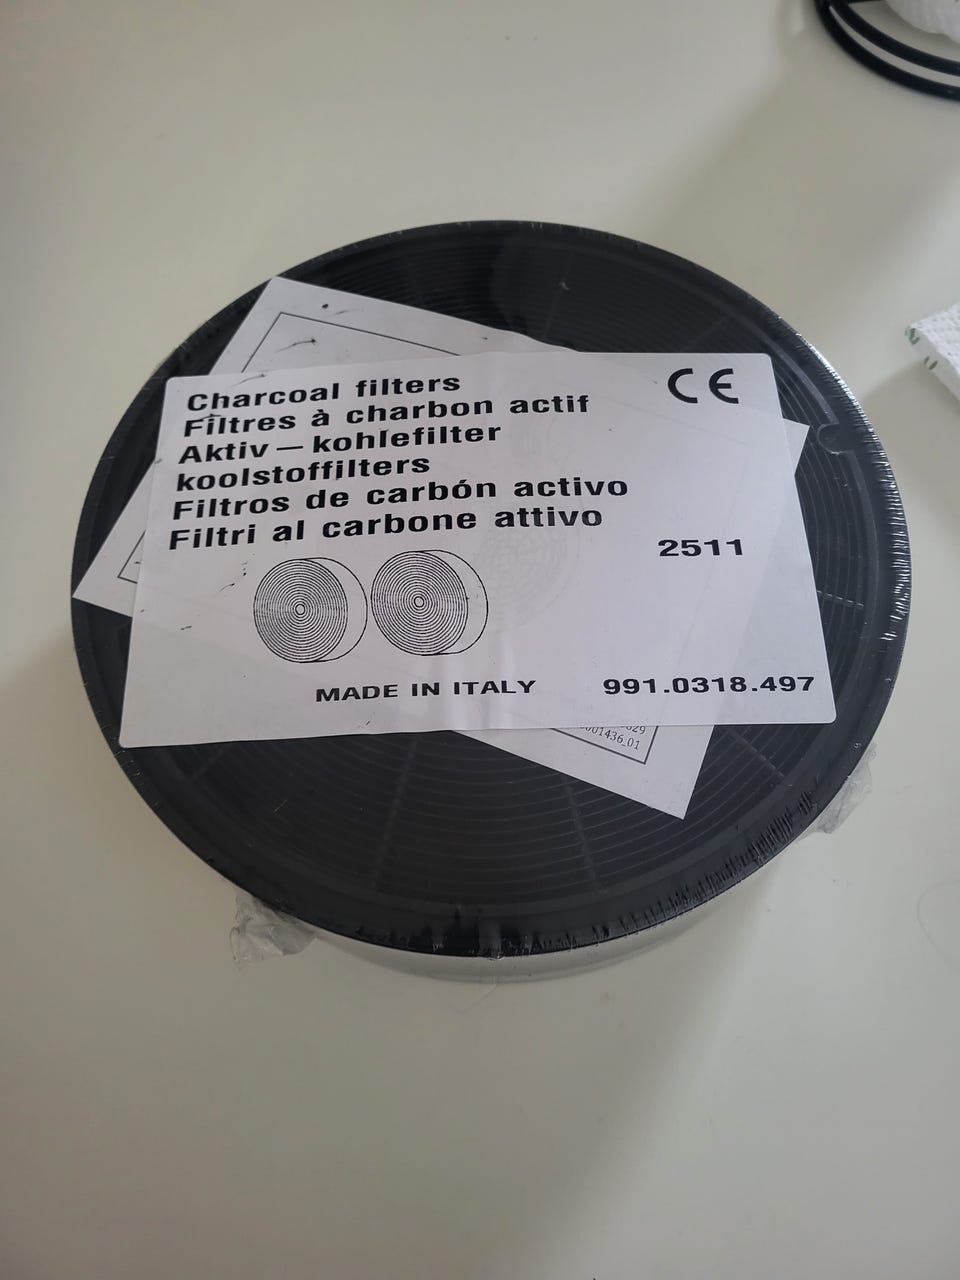 Charcoal filters
CE
Filtres à charbon actif
Aktiv – kohlefilter
koolstoffilters
Filtros de carbón activo
Filtri al carbone attivo
2511
MADE IN ITALY 991.0318.497
001436_01